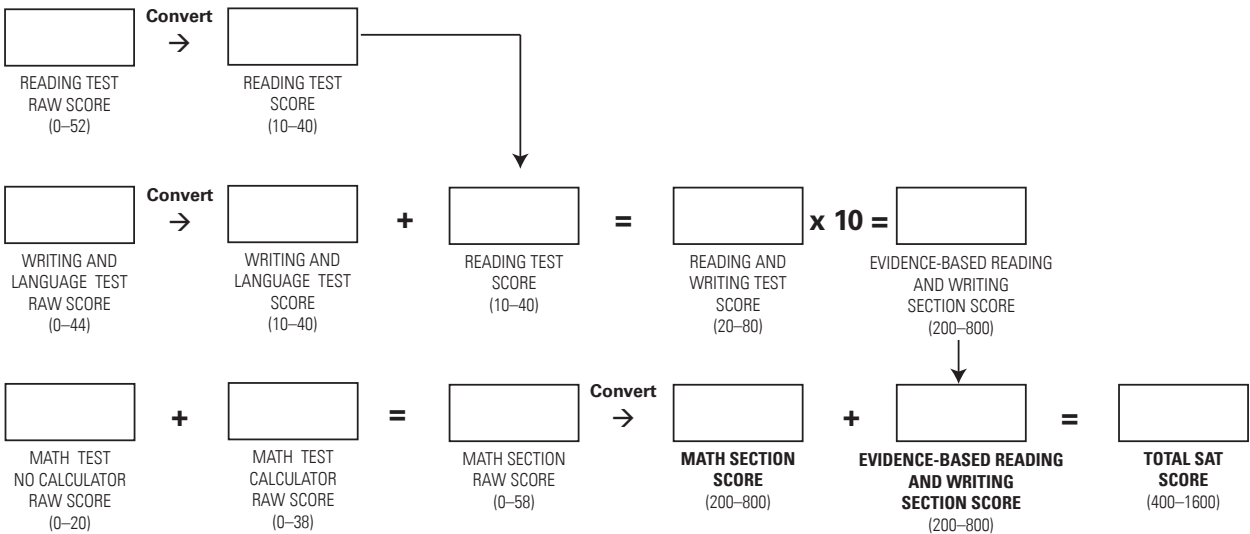 Convert
→
READING TEST
RAW SCORE
(0–52)
READING TEST
SCORE
(10–40)
Convert
→
+
=
x 10 =
WRITING AND
LANGUAGE TEST
RAW SCORE
(0–44)
WRITING AND
LANGUAGE TEST
SCORE
(10–40)
READING TEST
SCORE
(10–40)
READING AND
WRITING TEST
SCORE
(20–80)
EVIDENCE-BASED READING
AND WRITING
SECTION SCORE
(200–800)
+
=
Convert
→
+
=
MATH TEST
NO CALCULATOR
RAW SCORE
(0–20)
MATH TEST
CALCULATOR
RAW SCORE
(0–38)
MATH SECTION
RAW SCORE
(0–58)
MATH SECTION
SCORE
(200–800)
EVIDENCE-BASED READING
AND WRITING
SECTION SCORE
(200–800)
TOTAL SAT
SCORE
(400–1600)